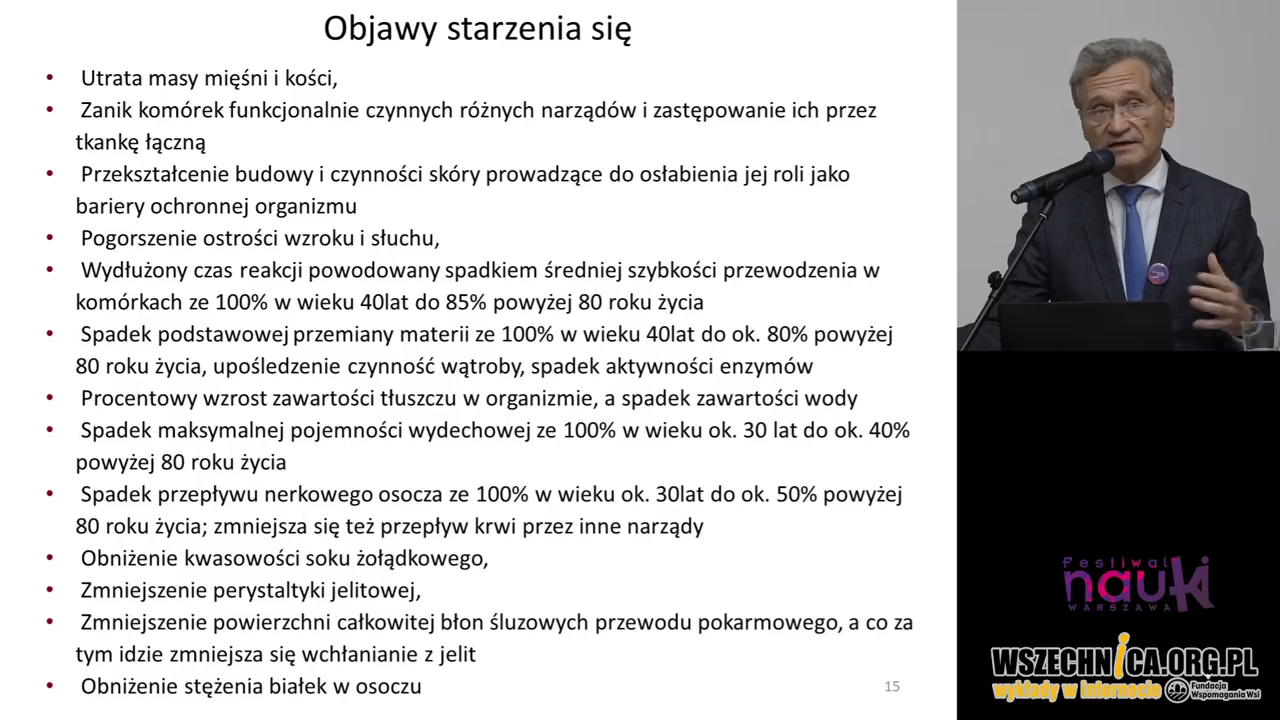 Objawy starzenia się
• Utrata masy mięśni i kości,
• Zanik komórek funkcjonalnie czynnych różnych narządów i zastępowanie ich przez
tkankę łączną
• Przekształcenie budowy i czynności skóry prowadzące do osłabienia jej roli jako
bariery ochronnej organizmu
• Pogorszenie ostrości wzroku i słuchu,
• Wydłużony czas reakcji powodowany spadkiem średniej szybkości przewodzenia w
komórkach ze 100% w wieku 40lat do 85% powyżej 80 roku życia
• Spadek podstawowej przemiany materii ze 100% w wieku 40lat do ok. 80% powyżej
80 roku życia, upośledzenie czynność wątroby, spadek aktywności enzymów
• Procentowy wzrost zawartości tłuszczu w organizmie, a spadek zawartości wody
• Spadek maksymalnej pojemności wydechowej ze 100% w wieku ok. 30 lat do ok. 40%
powyżej 80 roku życia
• Spadek przepływu nerkowego osocza ze 100% w wieku ok. 30lat do ok. 50% powyżej
80 roku życia; zmniejsza się też przepływ krwi przez inne narządy
• Obniżenie kwasowości soku żołądkowego,
• Zmniejszenie perystaltyki jelitowej,
• Zmniejszenie powierzchni całkowitej błon śluzowych przewodu pokarmowego, a co za
tym idzie zmniejsza się wchłanianie z jelit
• Obniżenie stężenia białek w osoczu
15
Festiwal
nauki
WARSZAWA
WSZECHNiCA.ORG.PL
wykłady w internecie
Fundacja
Wspomagania Wsi